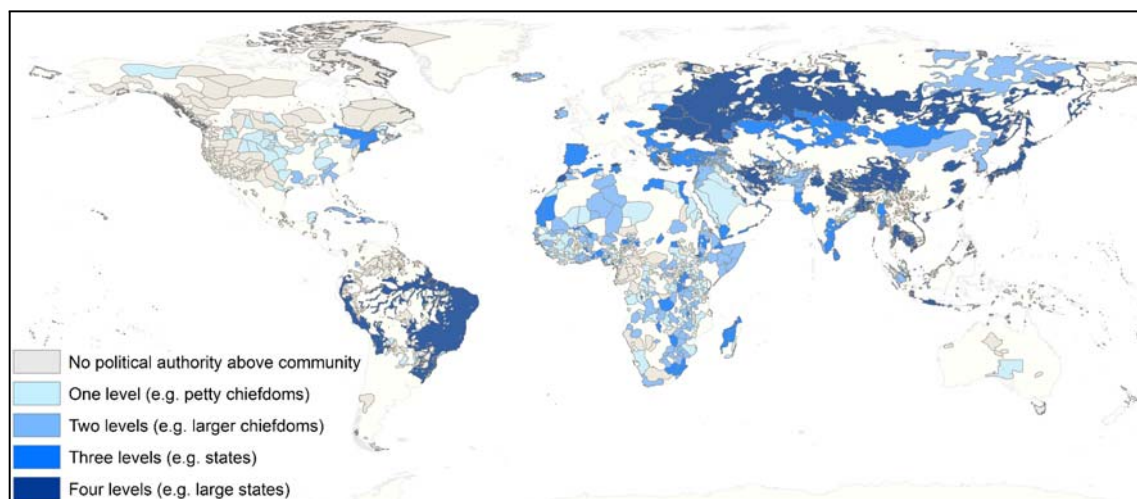 No political authority above community
One level (e.g. petty chiefdoms)
Two levels (e.g. larger chiefdoms)
Three levels (e.g. states)
Four levels (e.g. large states)